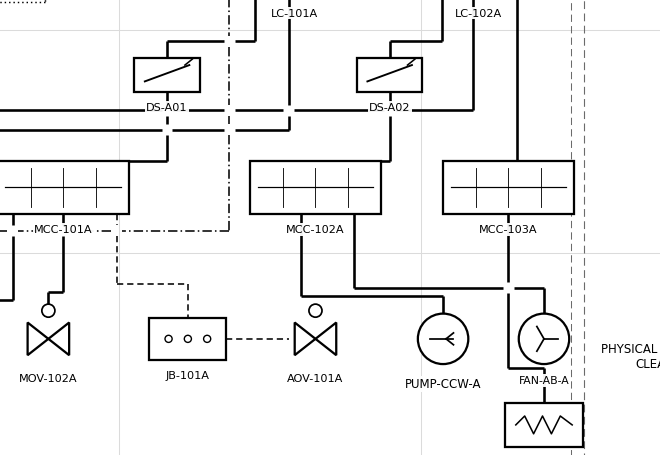 LC-101A
LC-102A
DS-A01
DS-A02
MCC-101A
MCC-102A
MCC-103A
MOV-102A
JB-101A
AOV-101A
PUMP-CCW-A
FAN-AB-A
PHYSICAL
CLEA